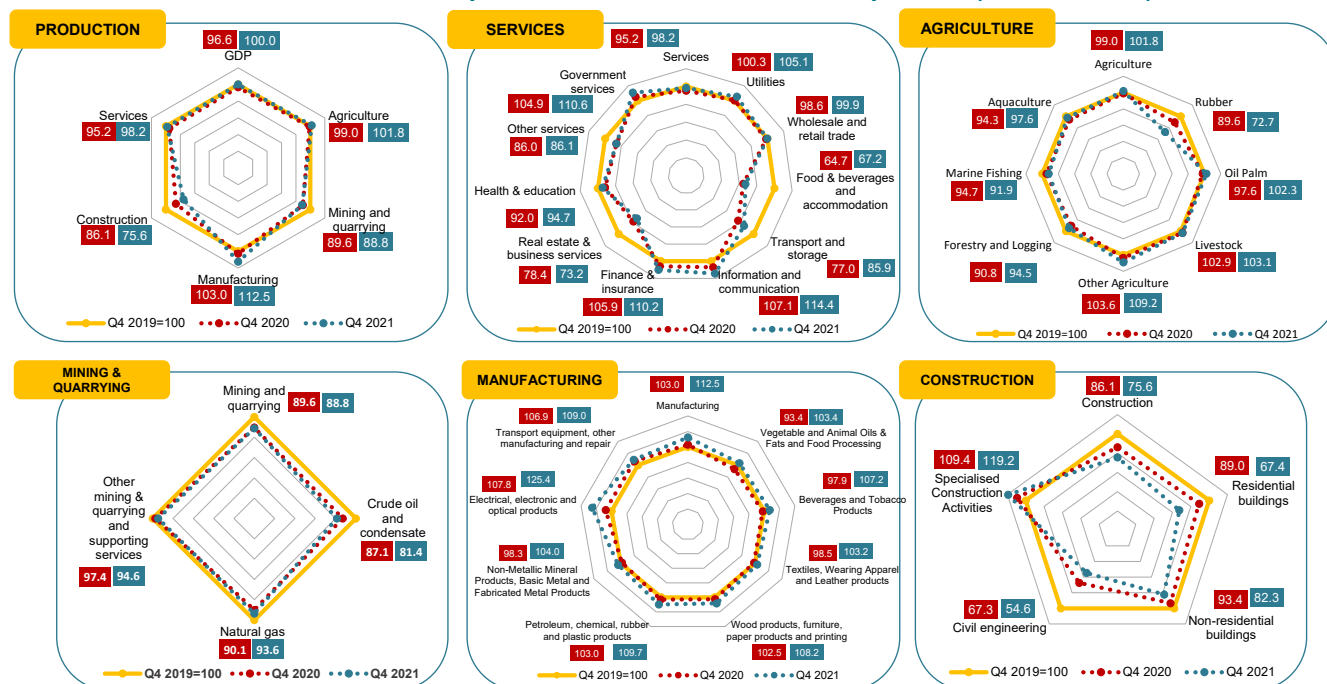 PRODUCTION
96.6 100.0
GDP
Services
95.2 98.2
Agriculture
99.0 101.8
Construction
86.1 75.6
Mining and
quarrying
89.6 88.8
Manufacturing
103.0 112.5
Q4 2019=100 Q4 2020 Q4 2021
SERVICES
95.2 98.2
Services
100.3 105.1
Utilities
Government
services
104.9 110.6
98.6 99.9
Wholesale and
retail trade
Other services
86.0 86.1
64.7 67.2
Food & beverages
and
accommodation
Health & education
92.0 94.7
Real estate &
business services
78.4 73.2
Transport and
storage
77.0 85.9
Finance &
insurance
105.9 110.2
Information and
communication
107.1 114.4
Q4 2019=100 Q4 2020 Q4 2021
AGRICULTURE
99.0 101.8
Agriculture
Aquaculture
94.3 97.6
Rubber
89.6 72.7
Marine Fishing
94.7 91.9
Oil Palm
97.6 102.3
Forestry and Logging
90.8 94.5
Livestock
102.9 103.1
Other Agriculture
103.6 109.2
Q4 2019=100 Q4 2020 Q4 2021
MINING &
QUARRYING
Mining and
quarrying
89.6 88.8
Other
mining &
quarrying
and
supporting
services
97.4 94.6
Crude oil
and
condensate
87.1 81.4
Natural gas
90.1 93.6
Q4 2019=100 Q4 2020 Q4 2021
MANUFACTURING
103.0 112.5
Manufacturing
106.9 109.0
Transport equipment, other
manufacturing and repair
93.4 103.4
Vegetable and Animal Oils &
Fats and Food Processing
107.8 125.4
Electrical, electronic and
optical products
97.9 107.2
Beverages and Tobacco
Products
98.3 104.0
Non-Metallic Mineral
Products, Basic Metal and
Fabricated Metal Products
98.5 103.2
Textiles, Wearing Apparel
and Leather products
Petroleum, chemical, rubber
and plastic products
103.0 109.7
Wood products, furniture,
paper products and printing
102.5 108.2
Q4 2019=100 Q4 2020 Q4 2021
CONSTRUCTION
86.1 75.6
Construction
109.4 119.2
Specialised
Construction
Activities
89.0 67.4
Residential
buildings
67.3 54.6
Civil engineering
93.4 82.3
Non-residential
buildings
Q4 2019=100 Q4 2020 Q4 2021